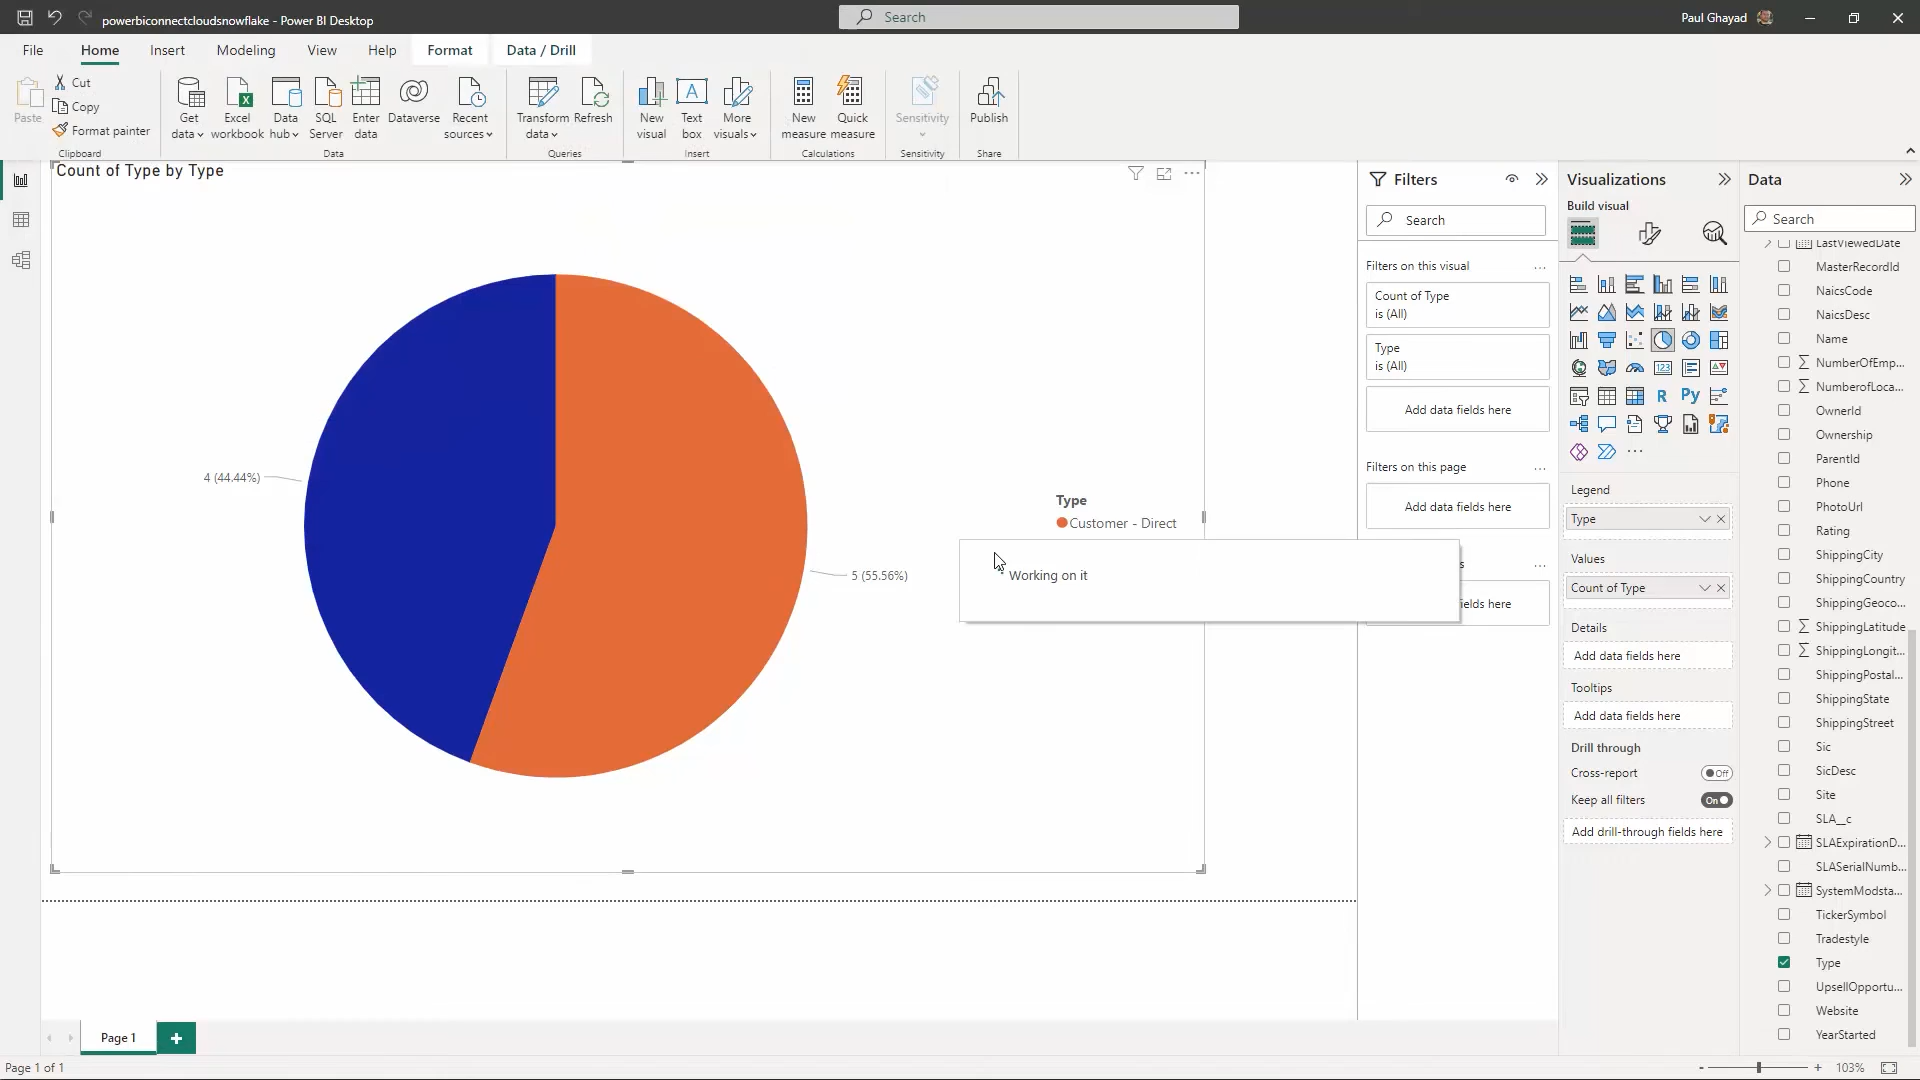 powerbiconnectcloudsnowflake - Power BI Desktop
Search
Paul Ghayad
File
Home
Insert
Modeling
View
Help
Format
Data / Drill
Paste
Cut
Copy
Format painter
Clipboard
Get data
Excel workbook
Data hub
SQL Server
Enter data
Dataverse
Recent sources
Data
Transform data
Refresh
Queries
New visual
Text box
More visuals
Insert
New measure
Quick measure
Calculations
Sensitivity
Sensitivity
Publish
Share
Count of Type by Type
4 (44.44%)
5 (55.56%)
Type
Customer - Direct
Working on it
Filters
Search
Filters on this visual
...
Count of Type
is (All)
Type
is (All)
Add data fields here
Filters on this page
...
Add data fields here
s
...
ields here
Visualizations
Build visual
123
R
Py
...
Legend
Type
Values
Count of Type
Details
Add data fields here
Tooltips
Add data fields here
Drill through
Cross-report
Off
Keep all filters
On
Add drill-through fields here
Data
Search
LastViewedDate
MasterRecordId
NaicsCode
NaicsDesc
Name
NumberOfEmp...
NumberofLoca...
OwnerId
Ownership
ParentId
Phone
PhotoUrl
Rating
ShippingCity
ShippingCountry
ShippingGeoco...
ShippingLatitude
ShippingLongit...
ShippingPostal...
ShippingState
ShippingStreet
Sic
SicDesc
Site
SLA__c
SLAExpirationD...
SLASerialNumb...
SystemModsta...
TickerSymbol
Tradestyle
Type
UpsellOpportu...
Website
YearStarted
Page 1
Page 1 of 1
- + 103%